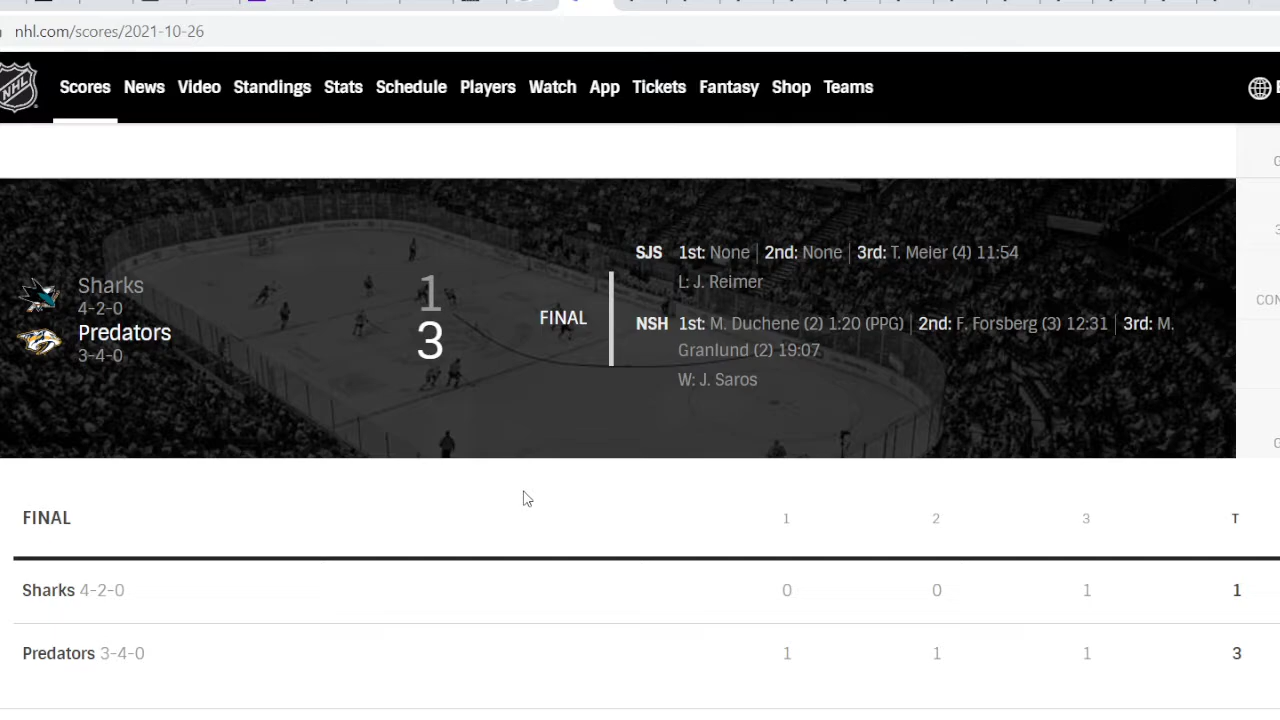 nhl.com/scores/2021-10-26
NHL Scores News Video Standings Stats Schedule Players Watch App Tickets Fantasy Shop Teams
Sharks
4-2-0
1
Predators
3-4-0
3
FINAL
SJS 1st: None | 2nd: None | 3rd: T. Meier (4) 11:54
L: J. Reimer
NSH 1st: M. Duchene (2) 1:20 (PPG) | 2nd: F. Forsberg (3) 12:31 | 3rd: M.
Granlund (2) 19:07
W: J. Saros
FINAL 1 2 3 T
Sharks 4-2-0 0 0 1 1
Predators 3-4-0 1 1 1 3